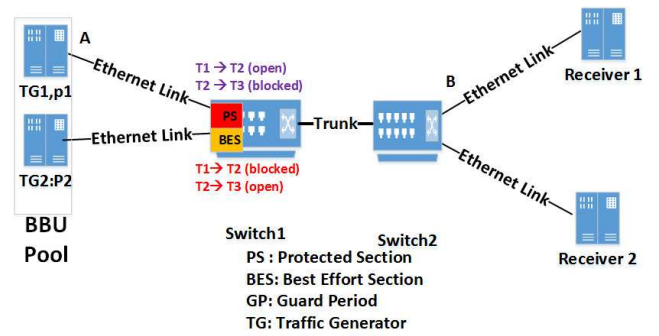 A
TG1,p1
Ethernet Link
T1 → T2 (open)
T2 → T3 (blocked)
PS
BES
Ethernet Link
TG2:P2
T1→ T2 (blocked)
T2→ T3 (open)
BBU
Pool
Trunk
B
Ethernet Link
Receiver 1
Ethernet Link
Receiver 2
Switch1
Switch2
PS : Protected Section
BES: Best Effort Section
GP: Guard Period
TG: Traffic Generator